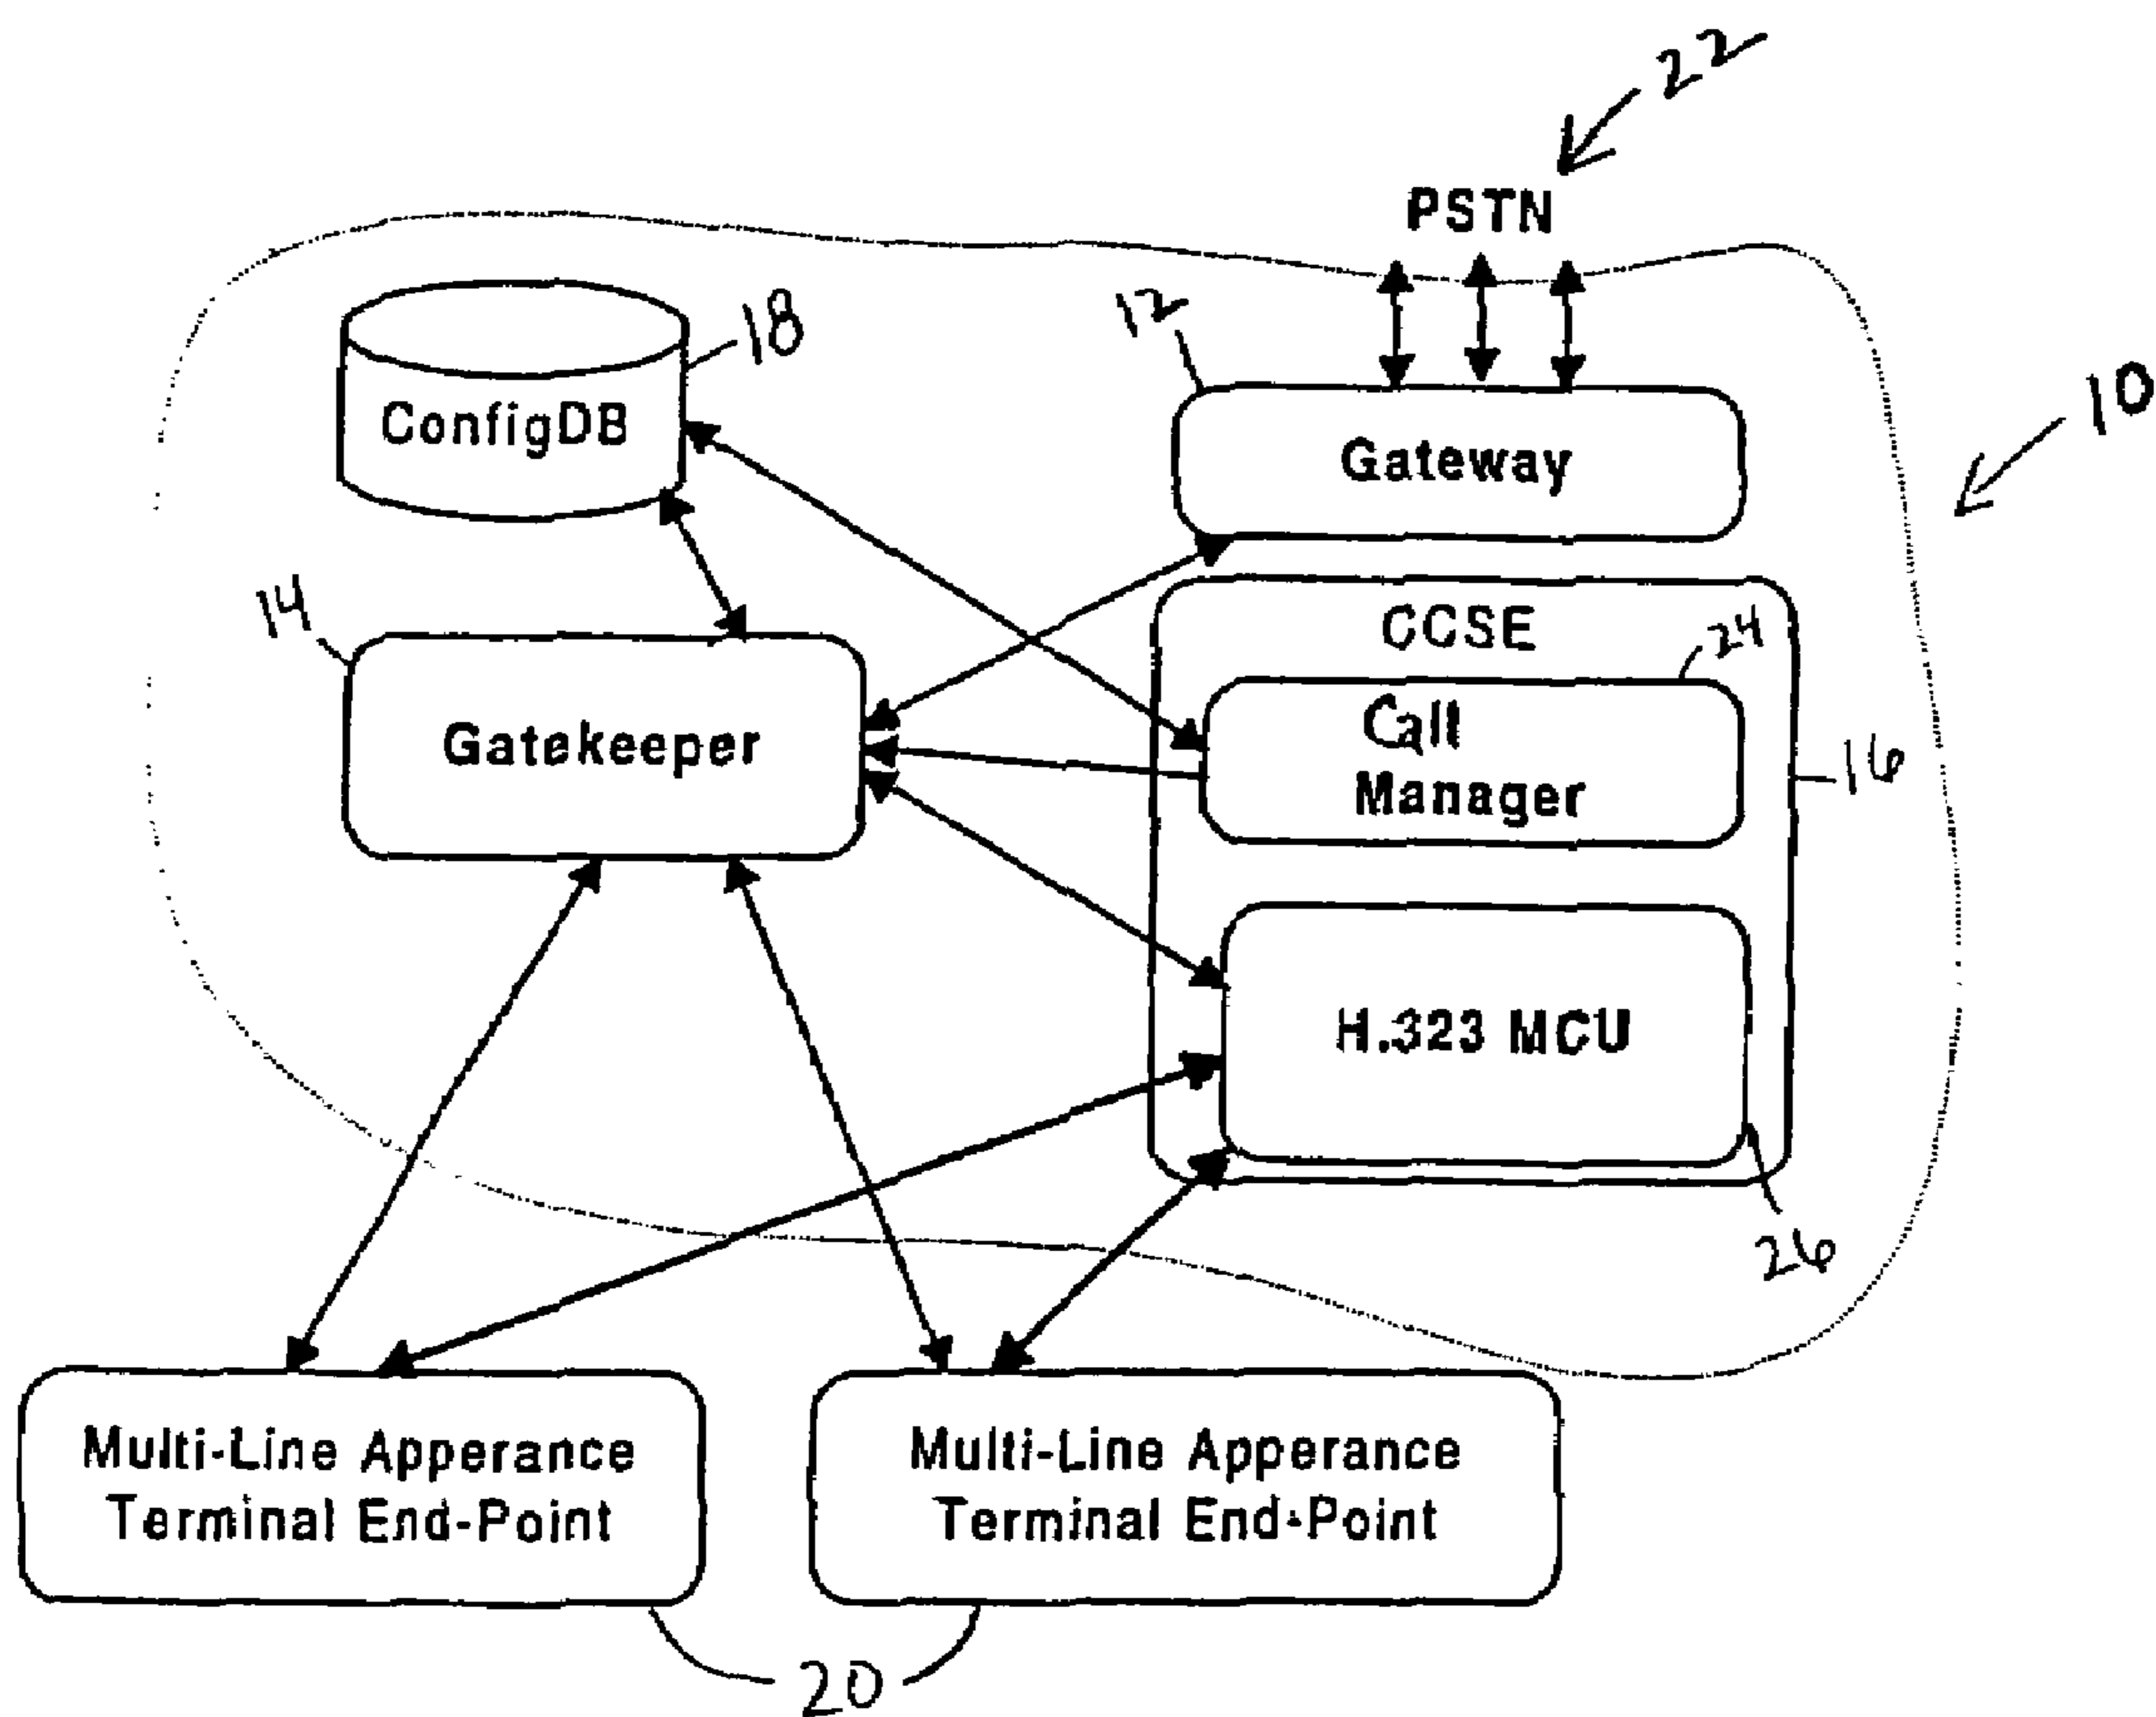 22
PSTN
18
12
10
ConfigDB
Gateway
14
CCSE
24
Gatekeeper
Call
Manager
16
H.323 MCU
26
Multi-Line Apperance
Terminal End-Point
Multi-Line Apperance
Terminal End-Point
20